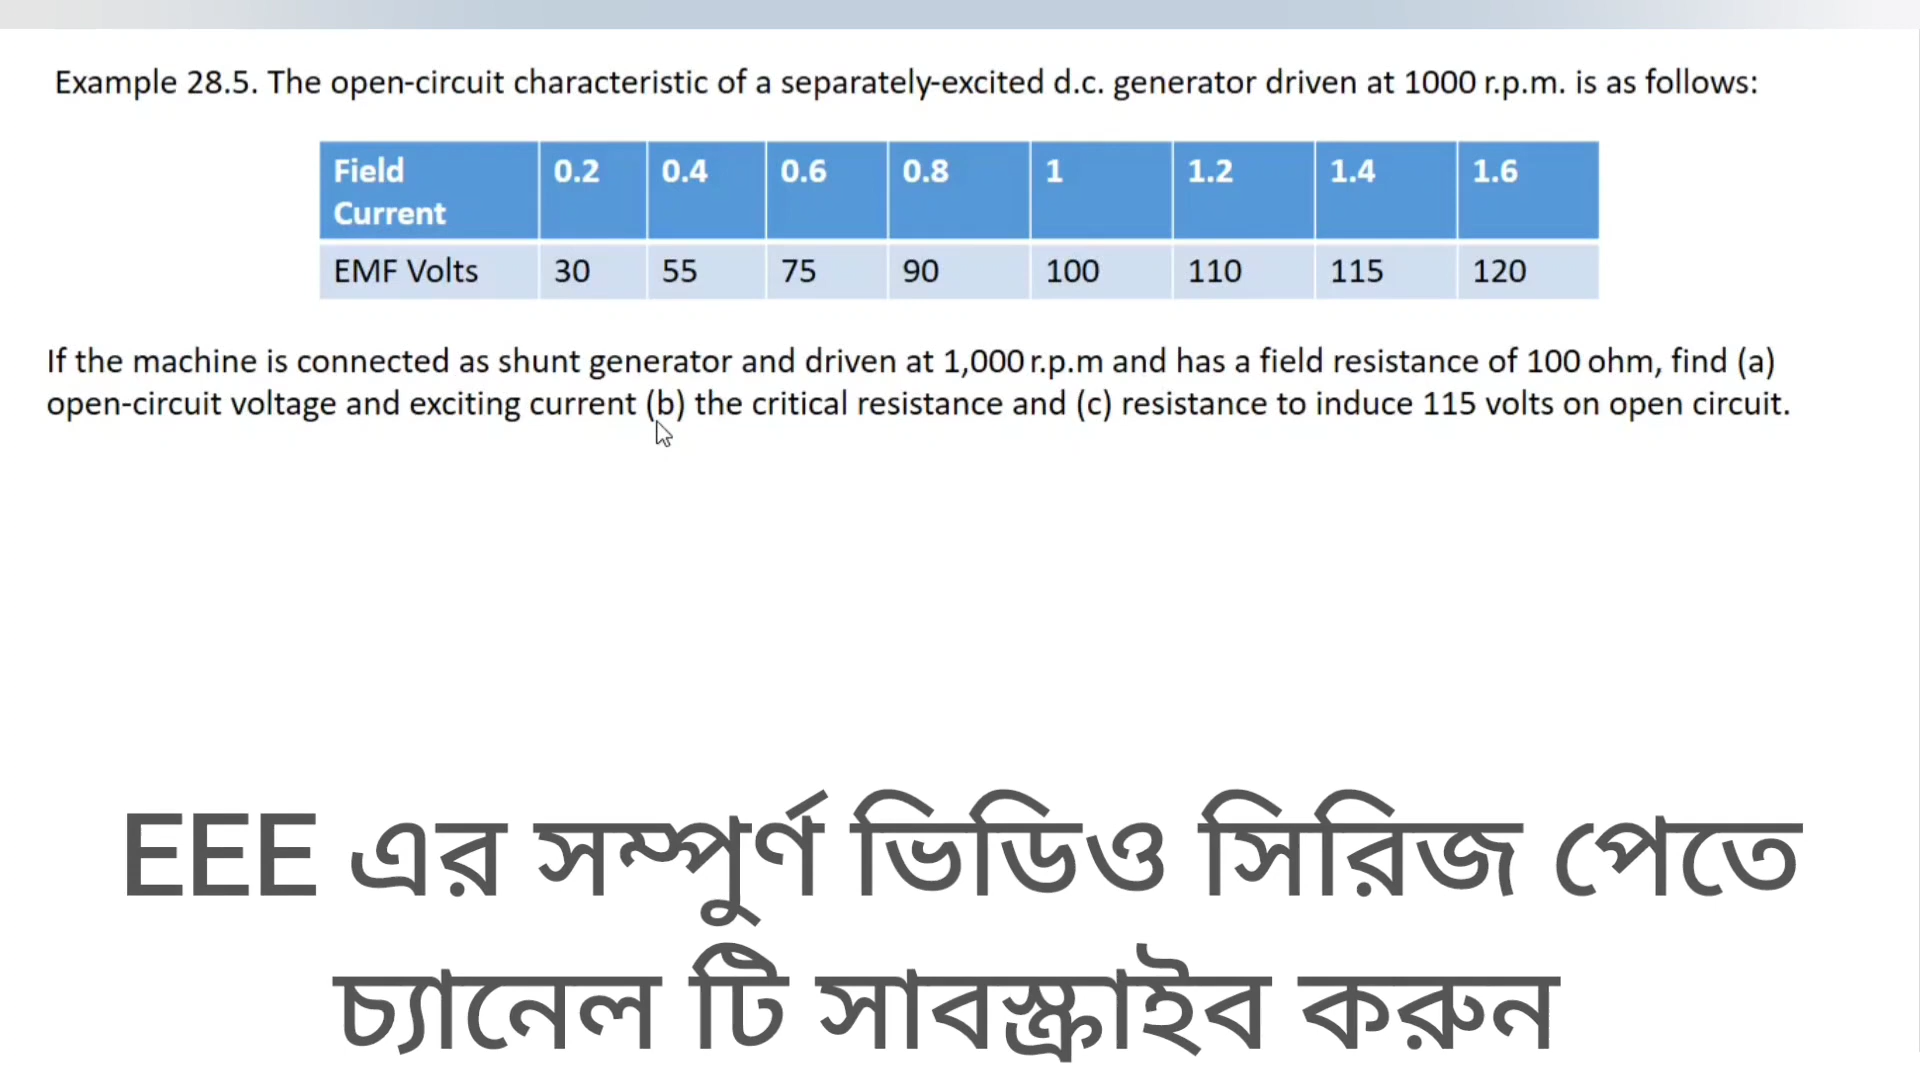 Example 28.5. The open-circuit characteristic of a separately-excited d.c. generator driven at 1000 r.p.m. is as follows:
Field Current 0.2 0.4 0.6 0.8 1 1.2 1.4 1.6
EMF Volts 30 55 75 90 100 110 115 120
If the machine is connected as shunt generator and driven at 1,000 r.p.m and has a field resistance of 100 ohm, find (a)
open-circuit voltage and exciting current (b) the critical resistance and (c) resistance to induce 115 volts on open circuit.
EEE এর সম্পুর্ণ ভিডিও সিরিজ পেতে
চ্যানেল টি সাবস্ক্রাইব করুন